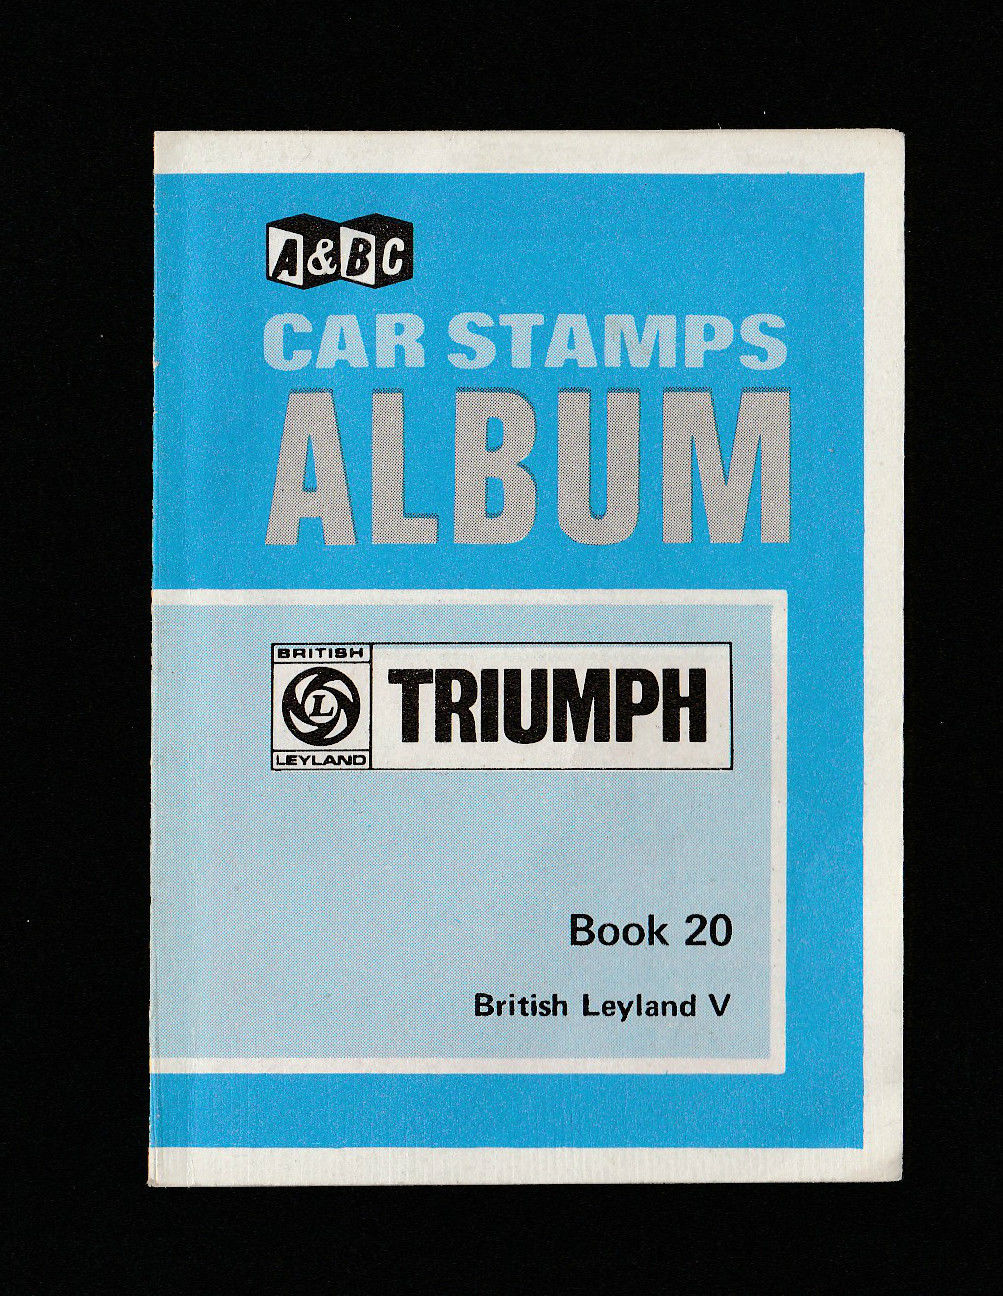 A&BC
CAR STAMPS
ALBUM
BRITISH
L
LEYLAND
TRIUMPH
Book 20
British Leyland V